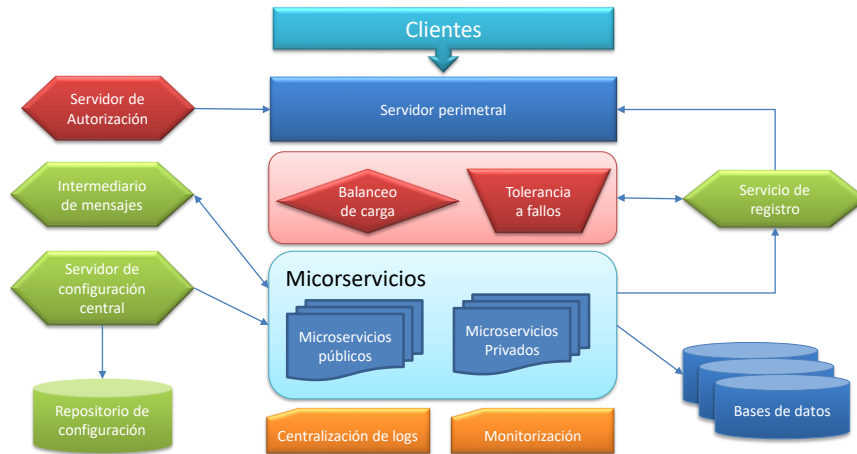 Clientes
Servidor de
Autorización
Servidor perimetral
Intermediario
de mensajes
Balanceo
de carga
Tolerancia
a fallos
Servicio de
registro
Servidor de
configuración
central
Micorservicios
Microservicios
públicos
Microservicios
Privados
Repositorio de
configuración
Centralización de logs
Monitorización
Bases de datos